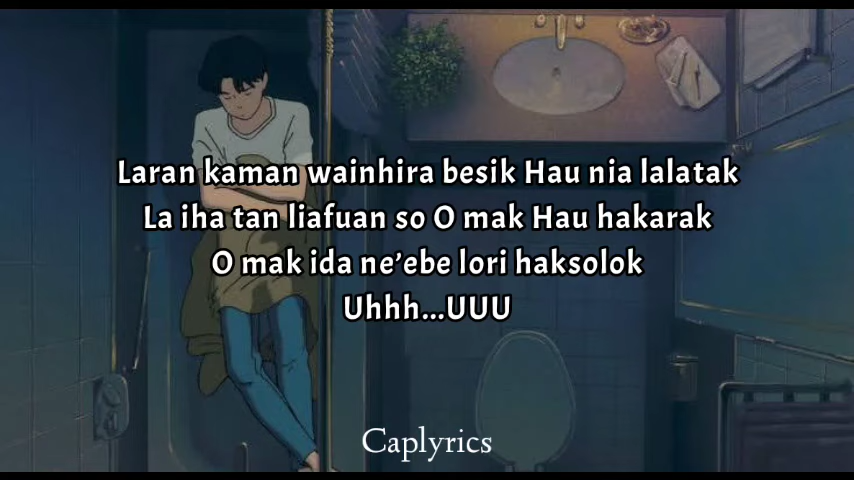 Laran kaman wainhira besik Hau nia lalatak
La iha tan liafuan so O mak Hau hakarak
O mak ida ne’ebe lori haksolok
Uhhh...UUU
Caplyrics